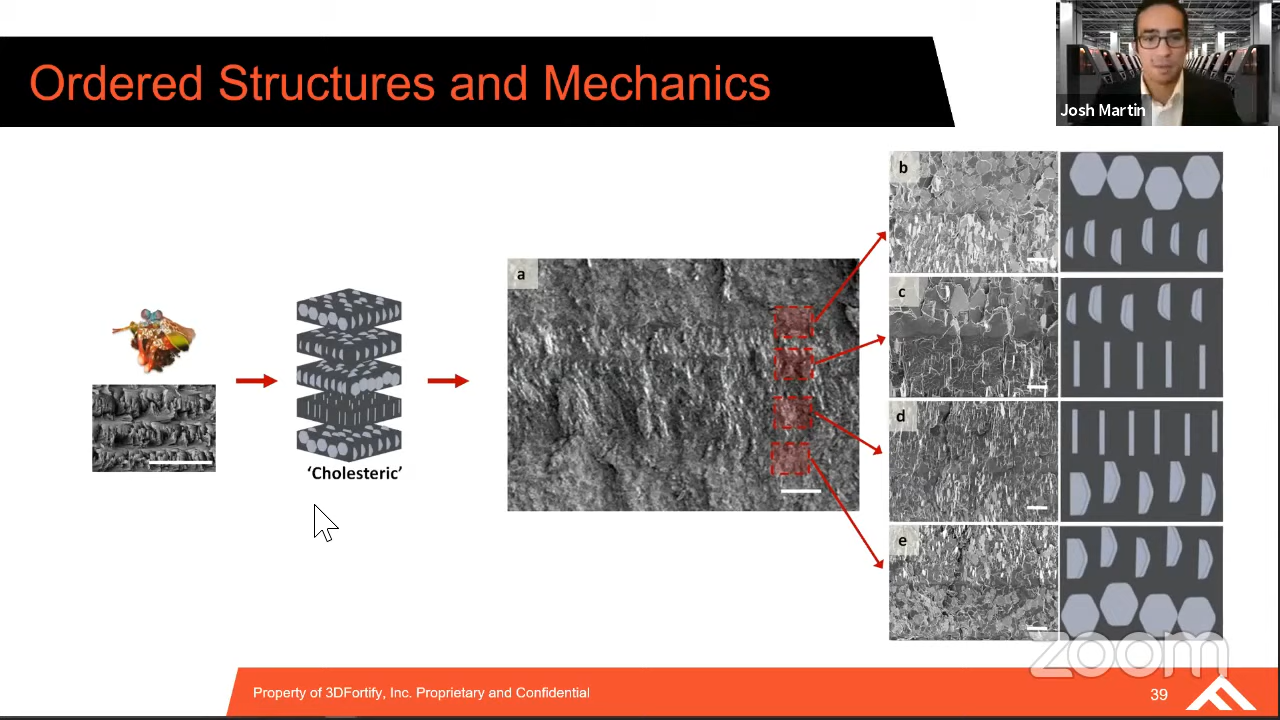 Ordered Structures and Mechanics
Josh Martin
a
b
c
d
e
‘Cholesteric’
zoom
Property of 3DFortify, Inc. Proprietary and Confidential
39